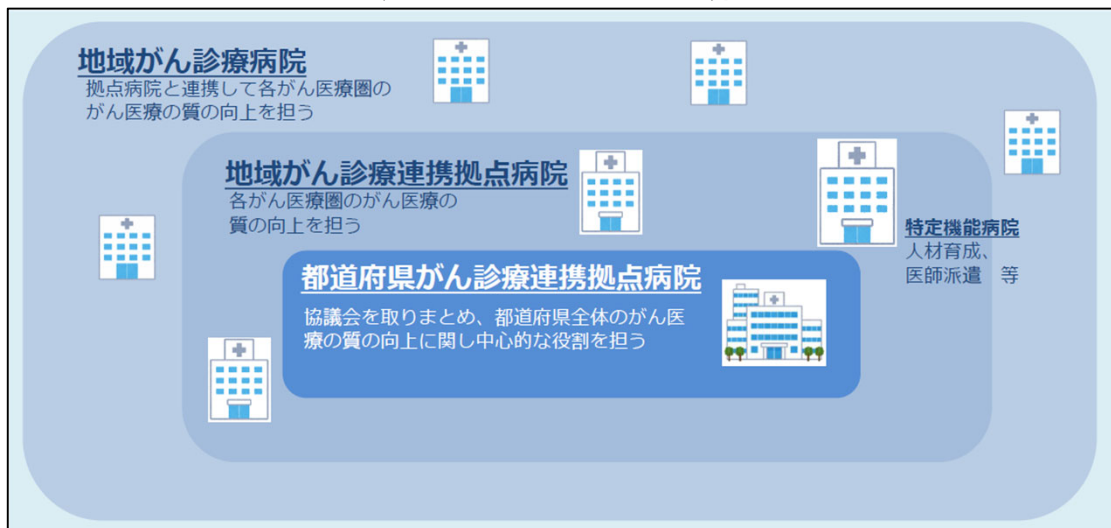 地域がん診療病院
拠点病院と連携して各がん医療圏の
がん医療の質の向上を担う
地域がん診療連携拠点病院
各がん医療圏のがん医療の
質の向上を担う
特定機能病院
人材育成、
医師派遣　等
都道府県がん診療連携拠点病院
協議会を取りまとめ、都道府県全体のがん医
療の質の向上に関し中心的な役割を担う